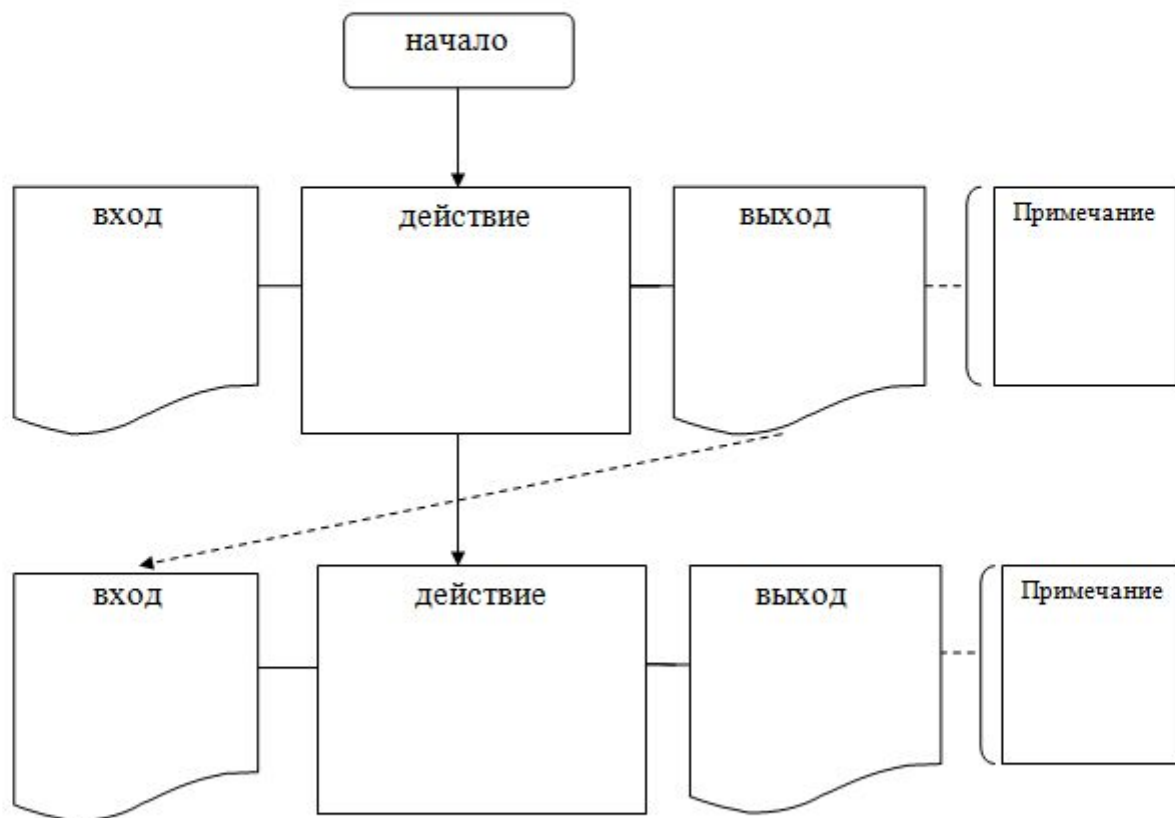 начало
вход
действие
выход
Примечание
вход
действие
выход
Примечание